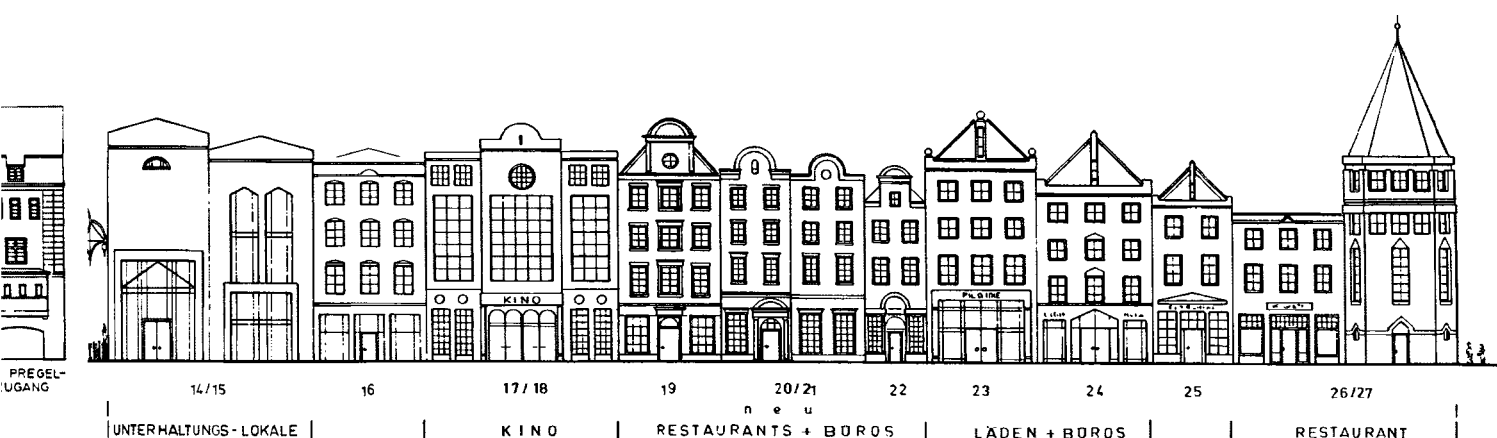 KINO
PREGEL-
UGANG
14/15
16
17/18
19
20/21
22
23
24
25
26/27
neu
UNTERHALTUNGS-LOKALE
KINO
RESTAURANTS + BÜROS
LÄDEN + BÜROS
RESTAURANT